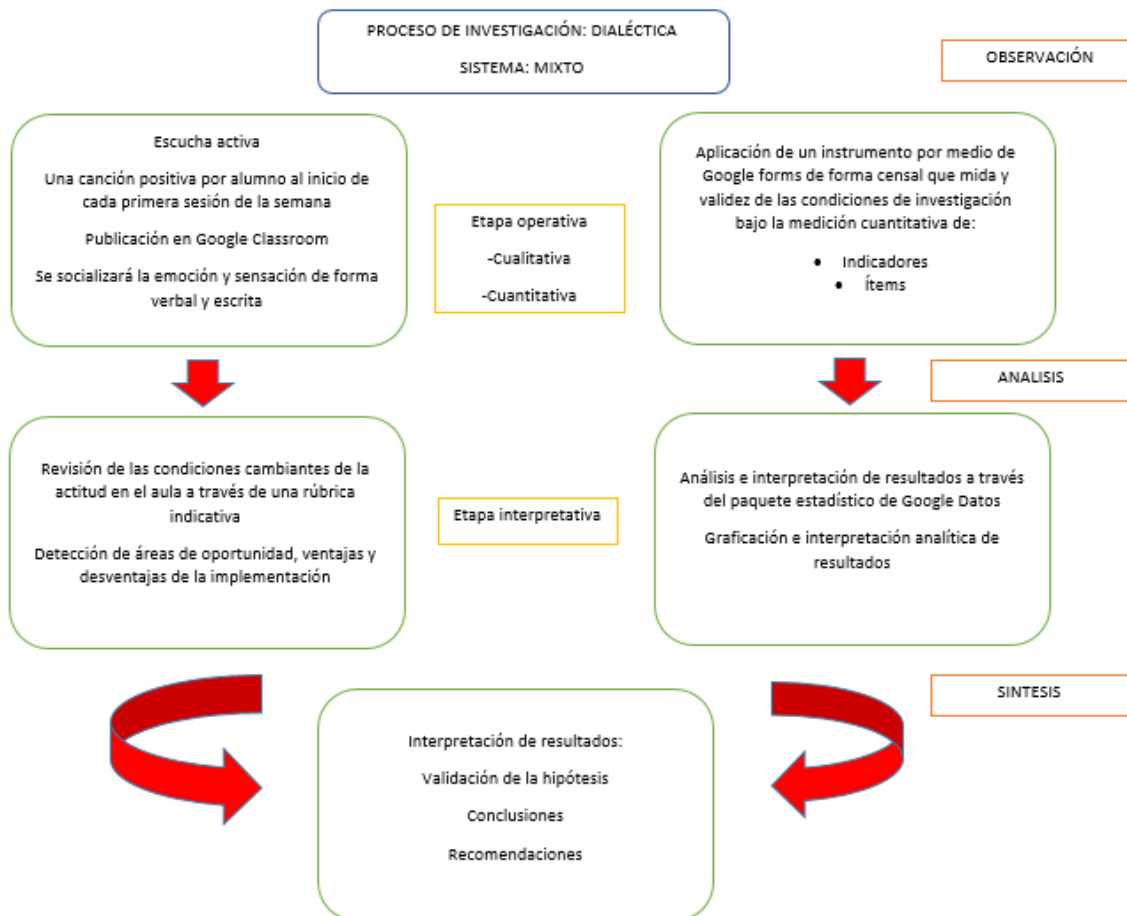 PROCESO DE INVESTIGACIÓN: DIALÉCTICA
SISTEMA: MIXTO
OBSERVACIÓN
Escucha activa
Una canción positiva por alumno al inicio de
cada primera sesión de la semana
Publicación en Google Classroom
Se socializará la emoción y sensación de forma
verbal y escrita
Etapa operativa
-Cualitativa
-Cuantitativa
Aplicación de un instrumento por medio de
Google forms de forma censal que mida y
validez de las condiciones de investigación
bajo la medición cuantitativa de:
• Indicadores
• Ítems
ANALISIS
Revisión de las condiciones cambiantes de la
actitud en el aula a través de una rúbrica
indicativa
Detección de áreas de oportunidad, ventajas y
desventajas de la implementación
Etapa interpretativa
Análisis e interpretación de resultados a través
del paquete estadístico de Google Datos
Graficación e interpretación analítica de
resultados
SINTESIS
Interpretación de resultados:
Validación de la hipótesis
Conclusiones
Recomendaciones